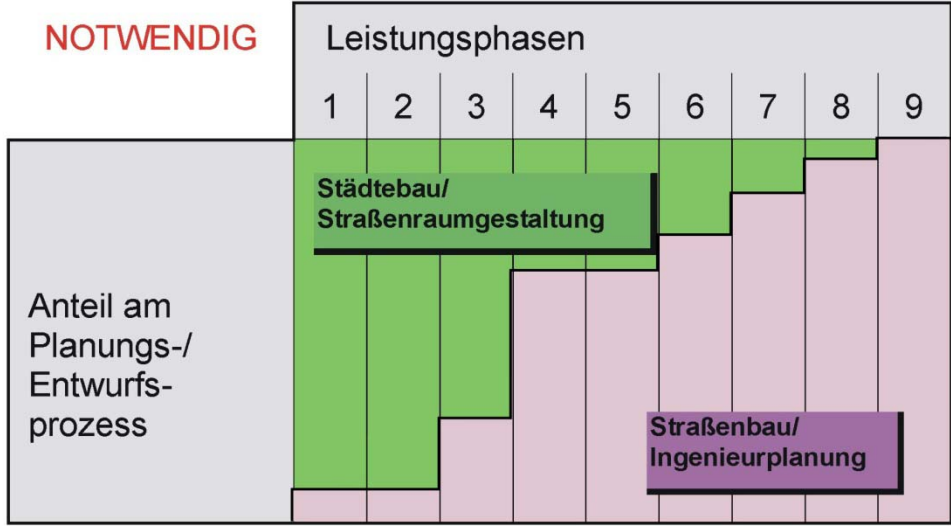 NOTWENDIG
Leistungsphasen
1 2 3 4 5 6 7 8 9
Städtebau/
Straßenraumgestaltung
Anteil am
Planungs-/
Entwurfs-
prozess
Straßenbau/
Ingenieurplanung